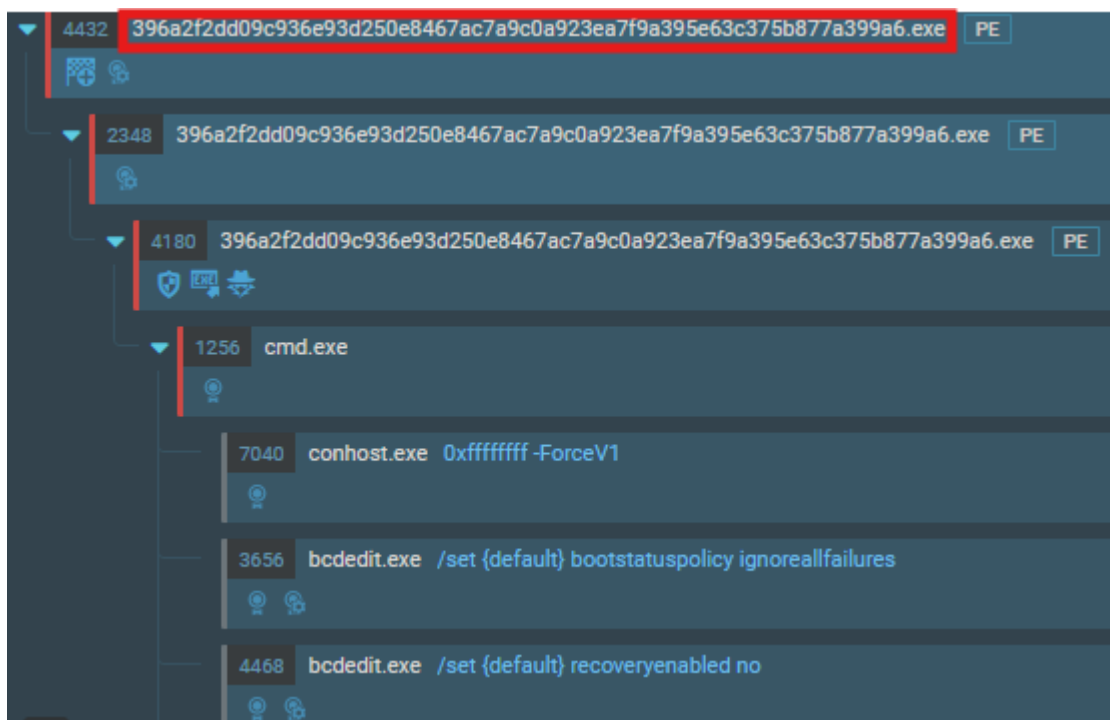 4432 396a2f2dd09c936e93d250e8467ac7a9c0a923ea7f9a395e63c375b877a399a6.exe PE
2348 396a2f2dd09c936e93d250e8467ac7a9c0a923ea7f9a395e63c375b877a399a6.exe PE
4180 396a2f2dd09c936e93d250e8467ac7a9c0a923ea7f9a395e63c375b877a399a6.exe PE
EXE
1256 cmd.exe
7040 conhost.exe 0xffffffff -ForceV1
3656 bcdedit.exe /set {default} bootstatuspolicy ignoreallfailures
4468 bcdedit.exe /set {default} recoveryenabled no